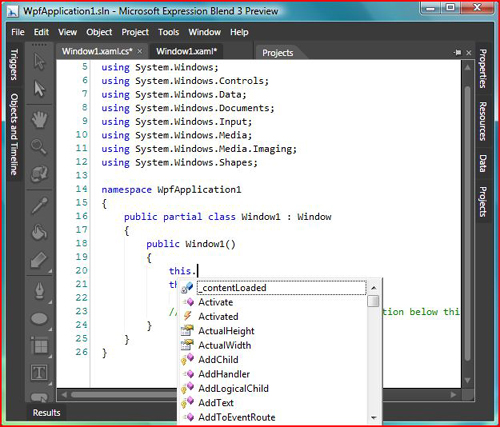 WpfApplication1.sln - Microsoft Expression Blend 3 Preview
File Edit View Object Project Tools Window Help
Window1.xaml.cs* Window1.xaml* Projects
Triggers
Objects and Timeline
5 using System.Windows;
6 using System.Windows.Controls;
7 using System.Windows.Data;
8 using System.Windows.Documents;
9 using System.Windows.Input;
10 using System.Windows.Media;
11 using System.Windows.Media.Imaging;
12 using System.Windows.Shapes;
13
14 namespace WpfApplication1
15 {
16 public partial class Window1 : Window
17 {
18 public Window1()
19 {
20 this.
21 th
22
23 // tion below thi
24 }
25 }
26 }
_contentLoaded
Activate
Activated
ActualHeight
ActualWidth
AddChild
AddHandler
AddLogicalChild
AddText
AddToEventRoute
Properties
Resources
Data
Projects
Results